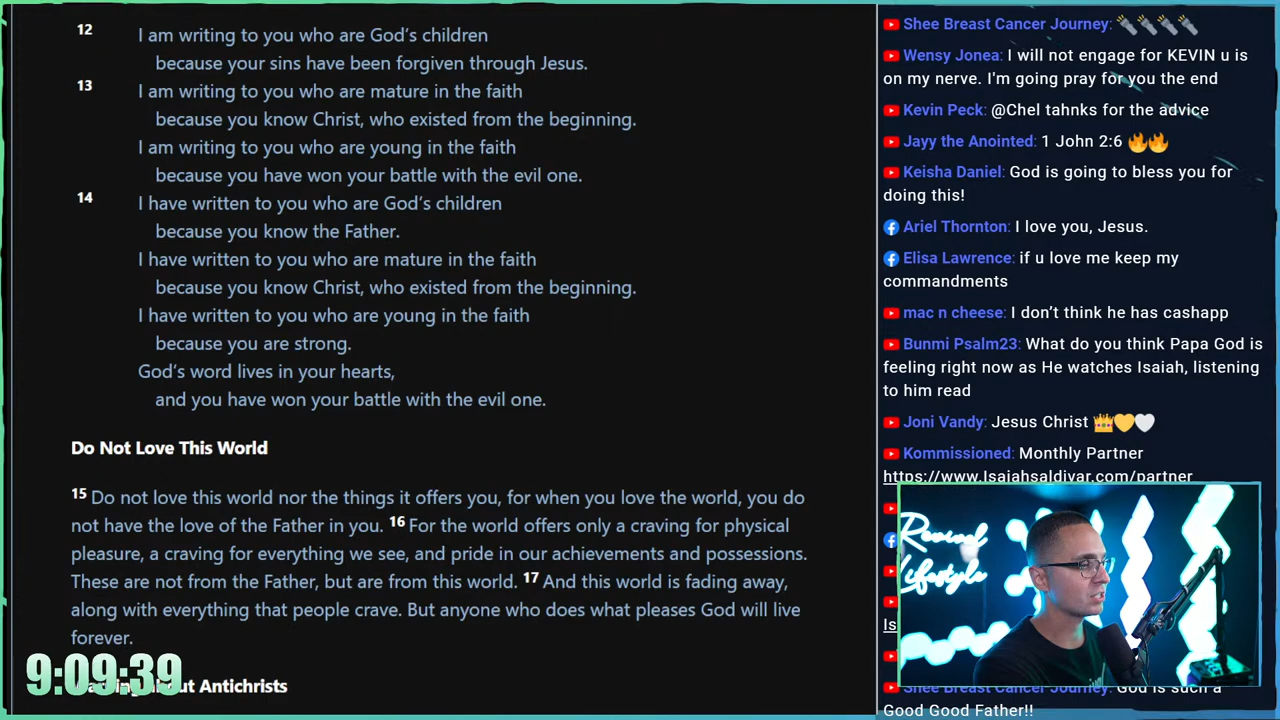 12 I am writing to you who are God's children
because your sins have been forgiven through Jesus.
13 I am writing to you who are mature in the faith
because you know Christ, who existed from the beginning.
I am writing to you who are young in the faith
because you have won your battle with the evil one.
14 I have written to you who are God's children
because you know the Father.
I have written to you who are mature in the faith
because you know Christ, who existed from the beginning.
I have written to you who are young in the faith
because you are strong.
God's word lives in your hearts,
and you have won your battle with the evil one.
Do Not Love This World
15 Do not love this world nor the things it offers you, for when you love the world, you do
not have the love of the Father in you. 16 For the world offers only a craving for physical
pleasure, a craving for everything we see, and pride in our achievements and possessions.
These are not from the Father, but are from this world. 17 And this world is fading away,
along with everything that people crave. But anyone who does what pleases God will live
forever.
Antichrists
9:09:39
Shee Breast Cancer Journey: 🔦🔦🔦🔦
Wensy Jonea: I will not engage for KEVIN u is
on my nerve. I'm going pray for you the end
Kevin Peck: @Chel tahnks for the advice
Jayy the Anointed: 1 John 2:6 🔥🔥
Keisha Daniel: God is going to bless you for
doing this!
Ariel Thornton: I love you, Jesus.
Elisa Lawrence: if u love me keep my
commandments
mac n cheese: I don't think he has cashapp
Bunmi Psalm23: What do you think Papa God is
feeling right now as He watches Isaiah, listening
to him read
Joni Vandy: Jesus Christ 👑💛🤍
Kommissioned: Monthly Partner
https://www.Isaiahsaldivar.com/partner
Is
Revival
Lifestyle
Shee Breast Cancer Journey: God is such a
Good Good Father!!